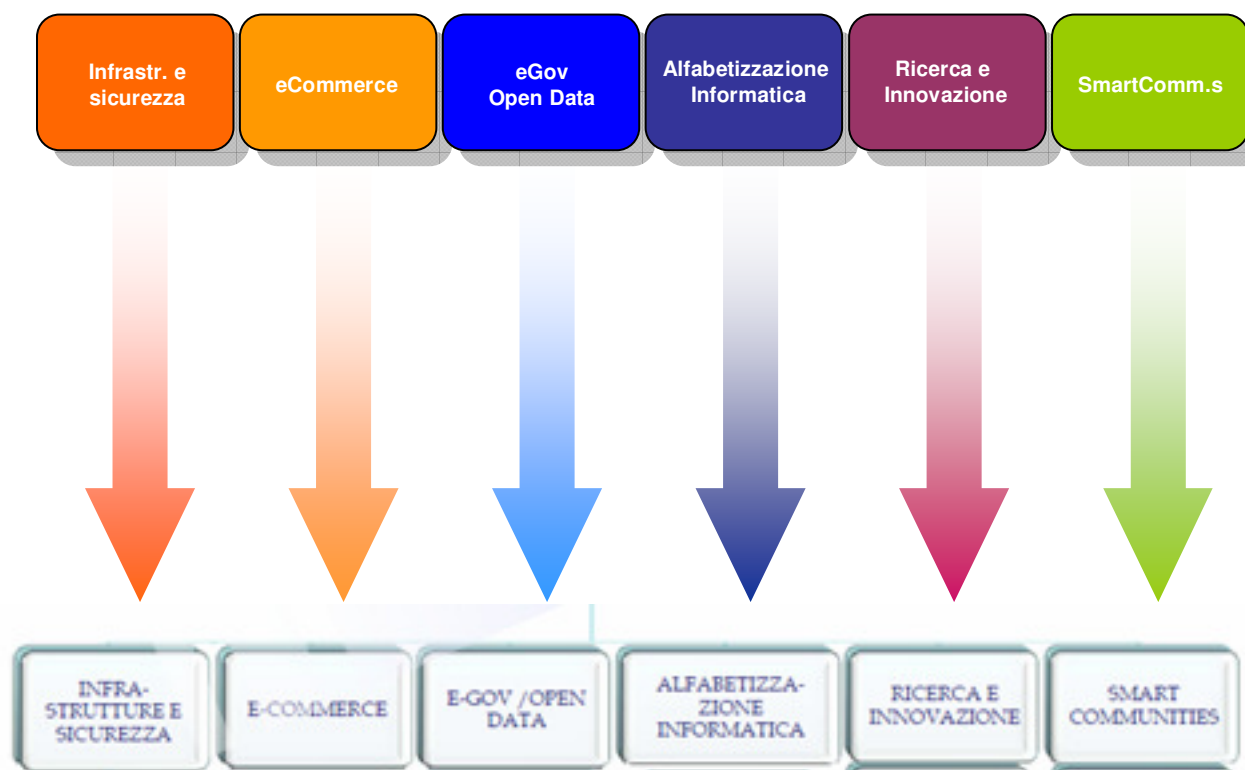 Infrastr. e
sicurezza
eCommerce
eGov
Open Data
Alfabetizzazione
Informatica
Ricerca e
Innovazione
SmartComm.s
INFRA-
STRUTTURE E
SICUREZZA
E-COMMERCE
E-GOV /OPEN
DATA
ALFABETIZZA-
ZIONE
INFORMATICA
RICERCA E
INNOVAZIONE
SMART
COMMUNITIES